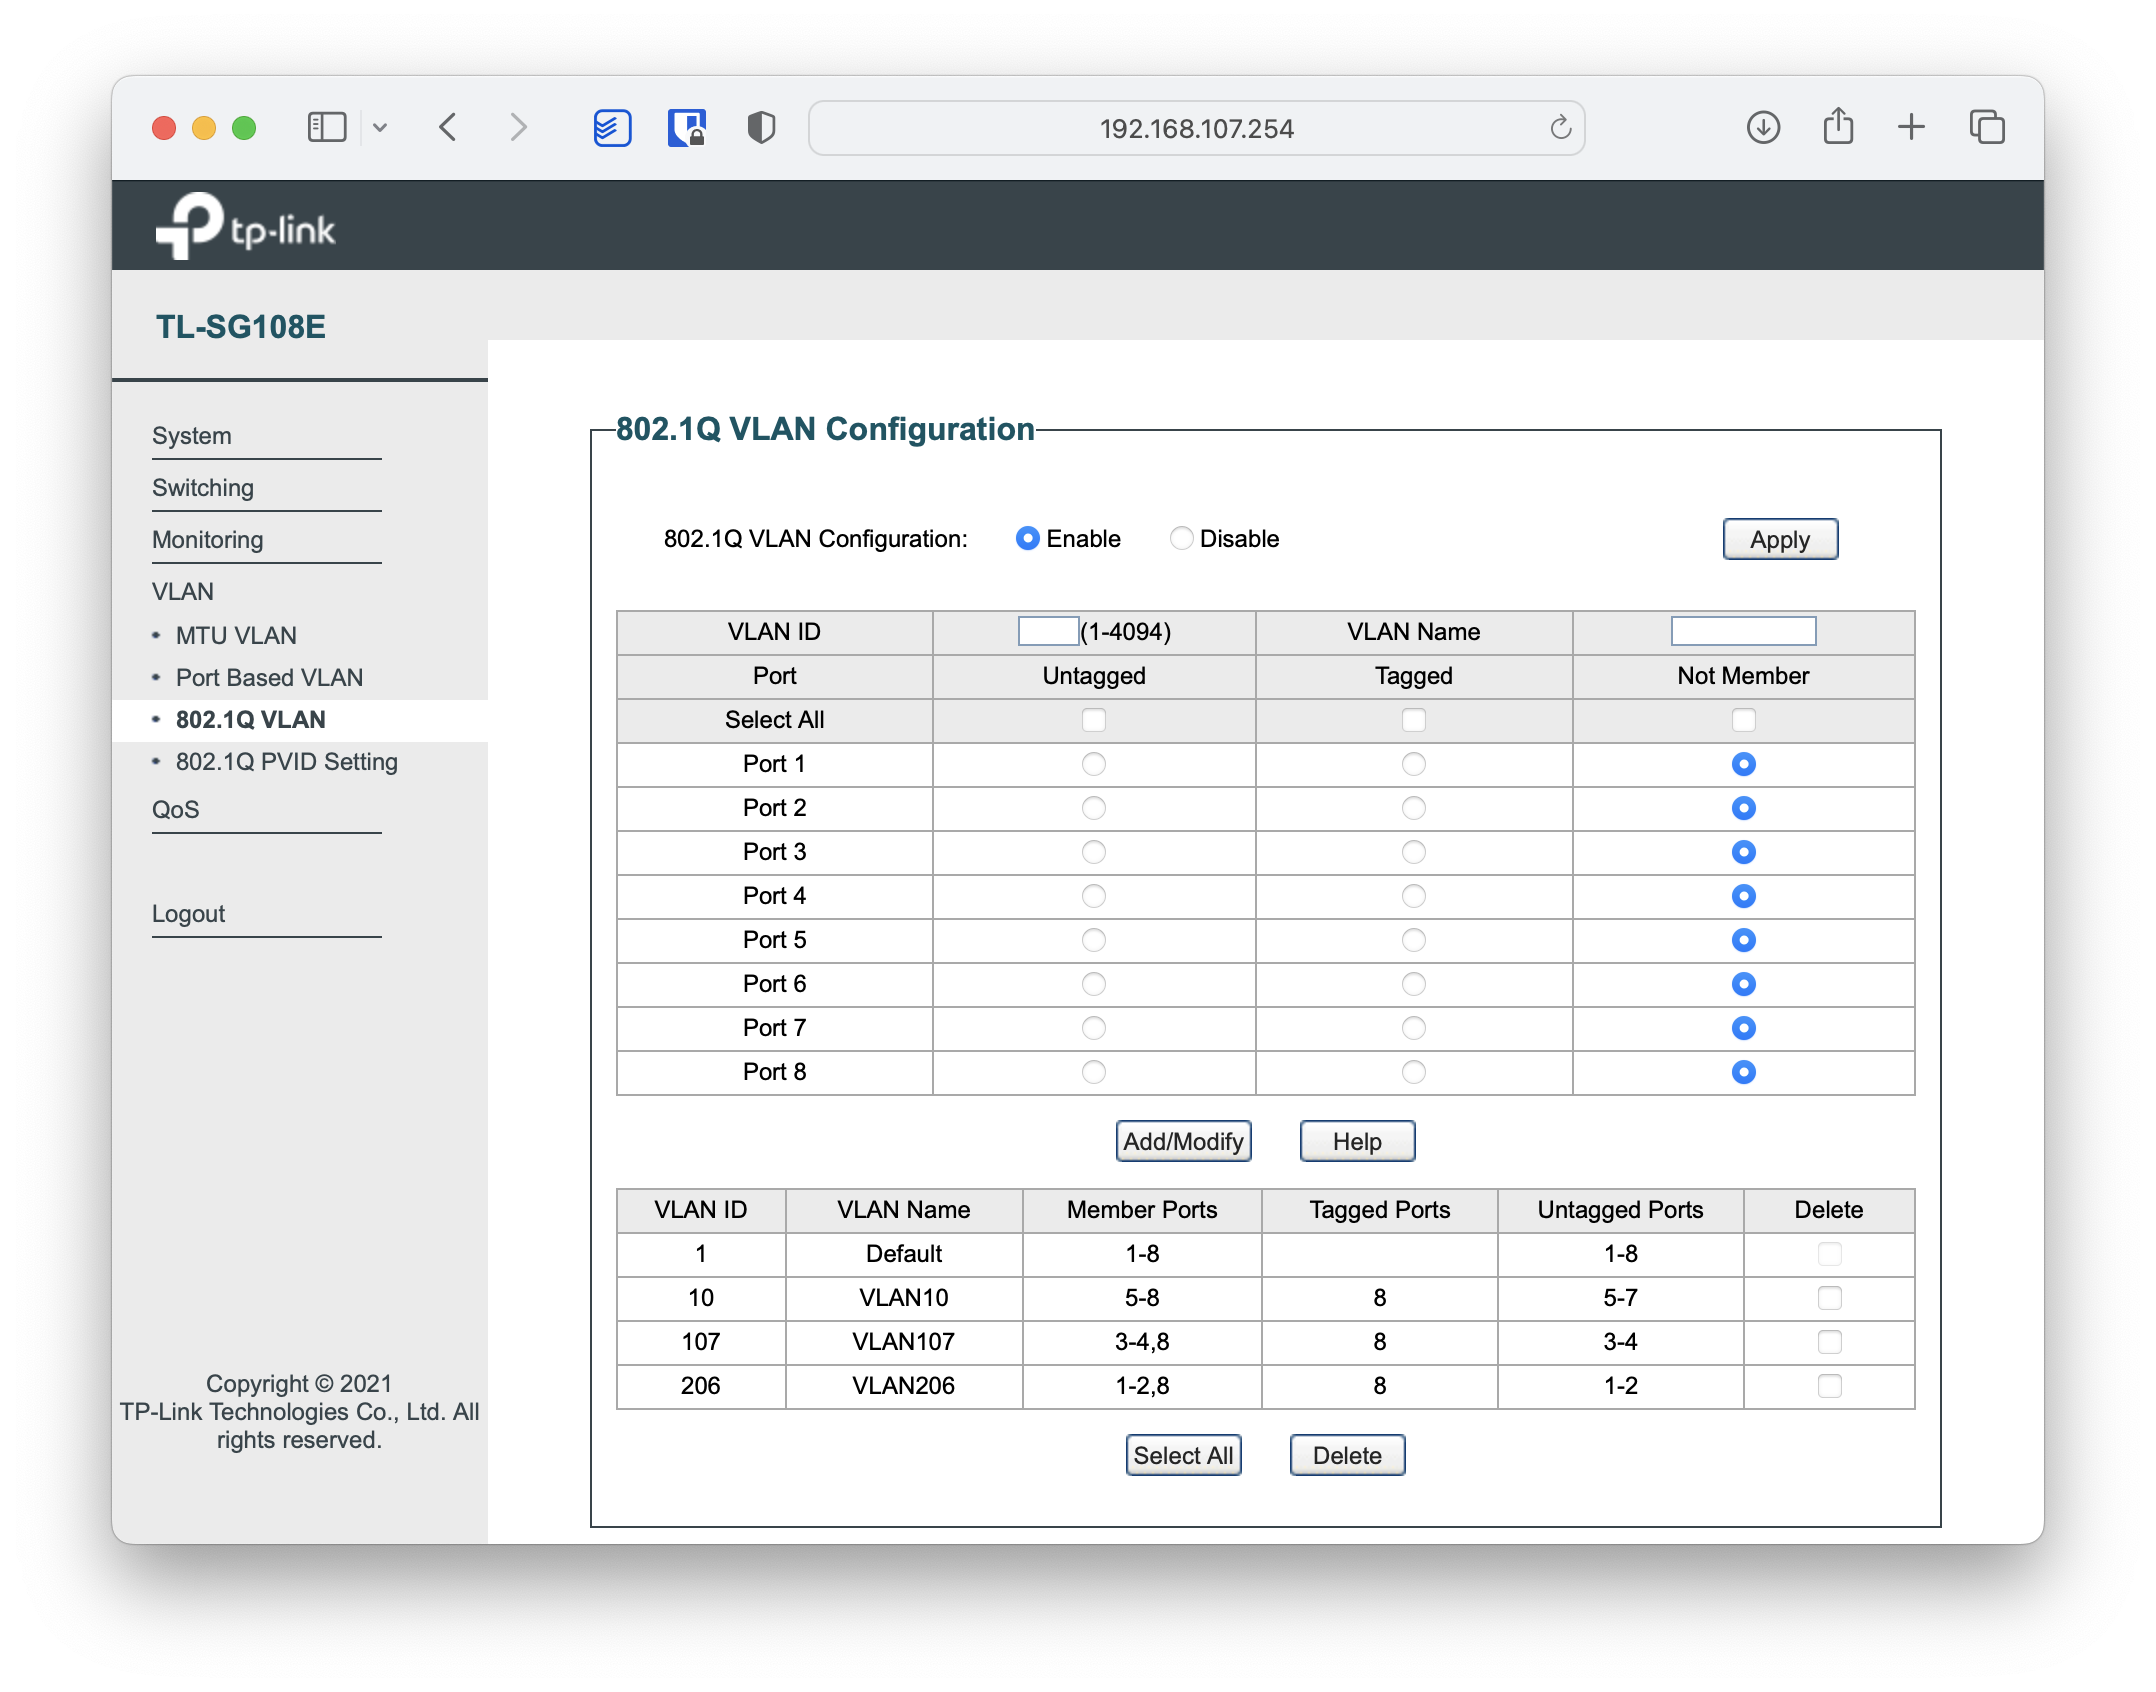 192.168.107.254
tp-link
TL-SG108E
System
Switching
Monitoring
VLAN
• MTU VLAN
• Port Based VLAN
• 802.1Q VLAN
• 802.1Q PVID Setting
QoS
Logout
Copyright © 2021
TP-Link Technologies Co., Ltd. All
rights reserved.
802.1Q VLAN Configuration
802.1Q VLAN Configuration: Enable Disable Apply
VLAN ID (1-4094) VLAN Name
Port Untagged Tagged Not Member
Select All
Port 1
Port 2
Port 3
Port 4
Port 5
Port 6
Port 7
Port 8
Add/Modify Help
VLAN ID VLAN Name Member Ports Tagged Ports Untagged Ports Delete
1 Default 1-8 1-8
10 VLAN10 5-8 8 5-7
107 VLAN107 3-4,8 8 3-4
206 VLAN206 1-2,8 8 1-2
Select All Delete